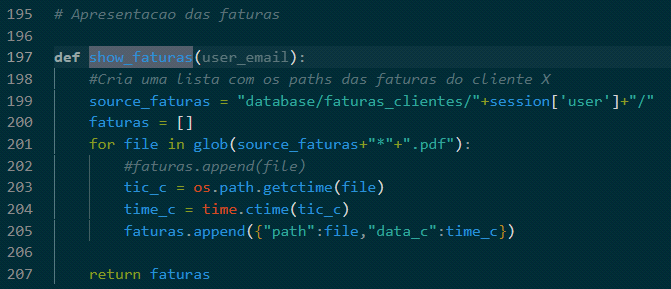 195 # Apresentacao das faturas
196
197 def show_faturas(user_email):
198     #Cria uma lista com os paths das faturas do cliente X
199     source_faturas = "database/faturas_clientes/"+session['user']+"/"
200     faturas = []
201     for file in glob(source_faturas+"*"+".pdf"):
202         #faturas.append(file)
203         tic_c = os.path.getctime(file)
204         time_c = time.ctime(tic_c)
205         faturas.append({"path":file,"data_c":time_c})
206
207     return faturas